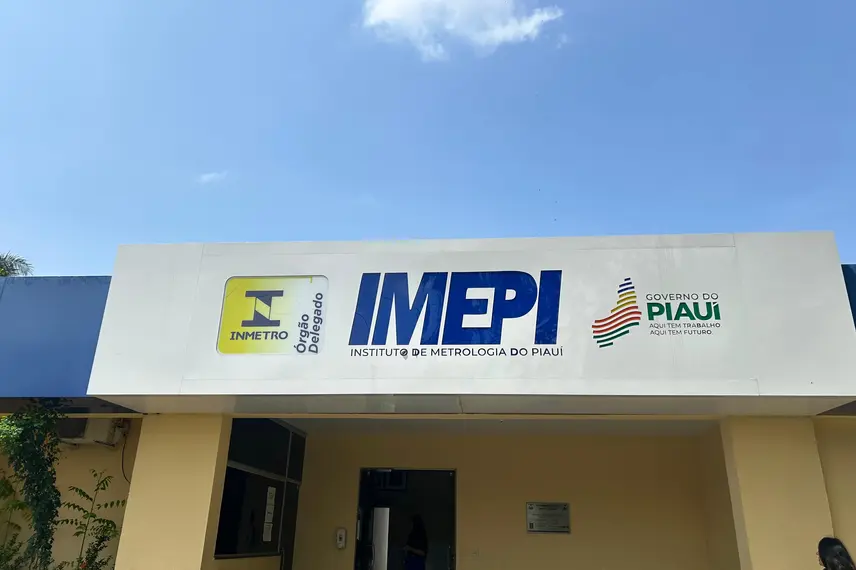 INMETRO
Órgão
Delegado
IMEPI
INSTITUTO DE METROLOGIA DO PIAUÍ
GOVERNO DO
PIAUÍ
AQUI TEM TRABALHO
AQUI TEM FUTURO